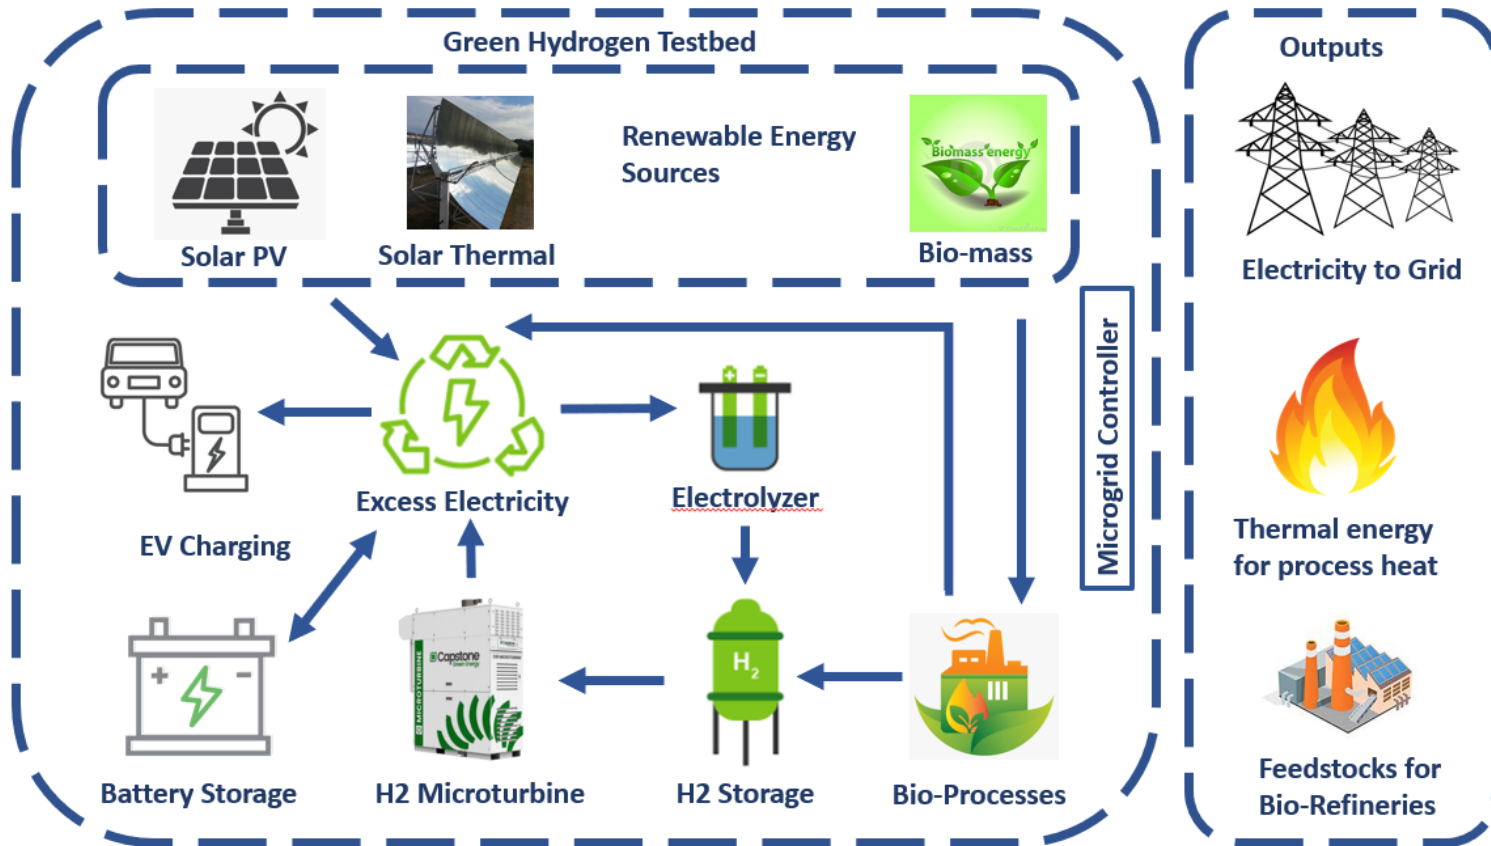 Green Hydrogen Testbed
Outputs
Renewable Energy
Sources
Biomass energy
Solar PV
Solar Thermal
Bio-mass
Electricity to Grid
Microgrid Controller
Excess Electricity
Electrolyzer
EV Charging
Thermal energy
for process heat
Capstone
Green Energy
MICROTURBINE
H2
Battery Storage
H2 Microturbine
H2 Storage
Bio-Processes
Feedstocks for
Bio-Refineries